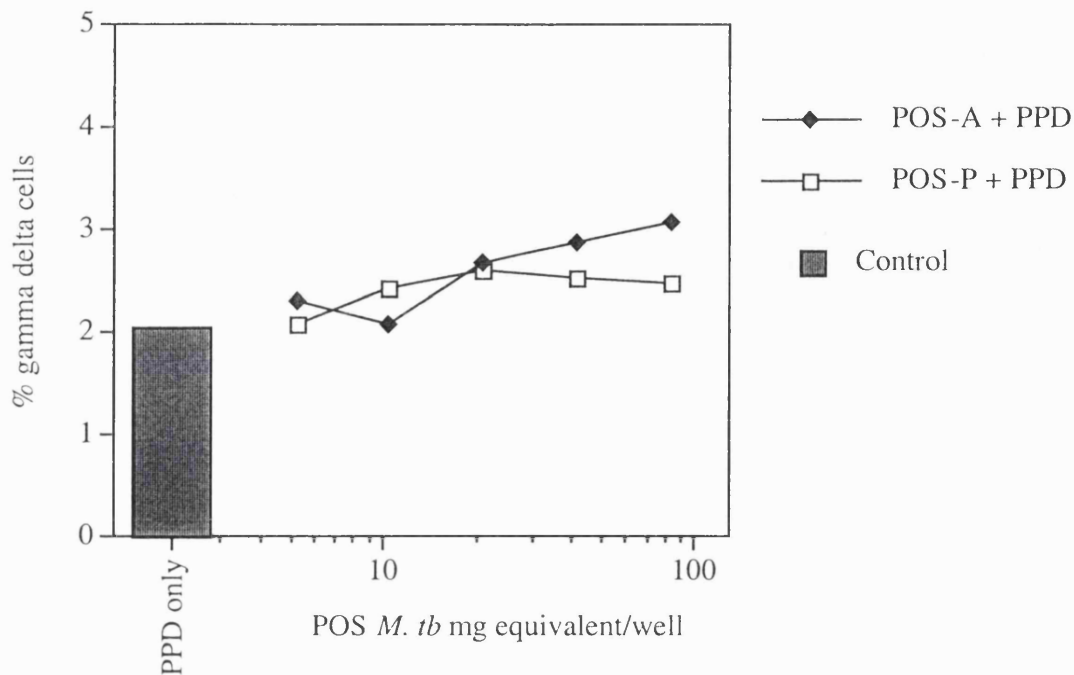 5
4
3
2
1
0
% gamma delta cells
PPD only
10
100
POS M. tb mg equivalent/well
POS-A + PPD
POS-P + PPD
Control